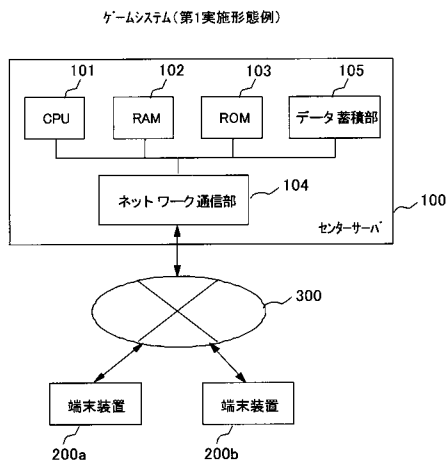 ｹﾞｰﾑｼｽﾃﾑ(第1実施形態例)
101 102 103 105
CPU RAM ROM データ蓄積部
ネットワーク通信部 104
センターサーバ 100
300
端末装置 端末装置
200a 200b